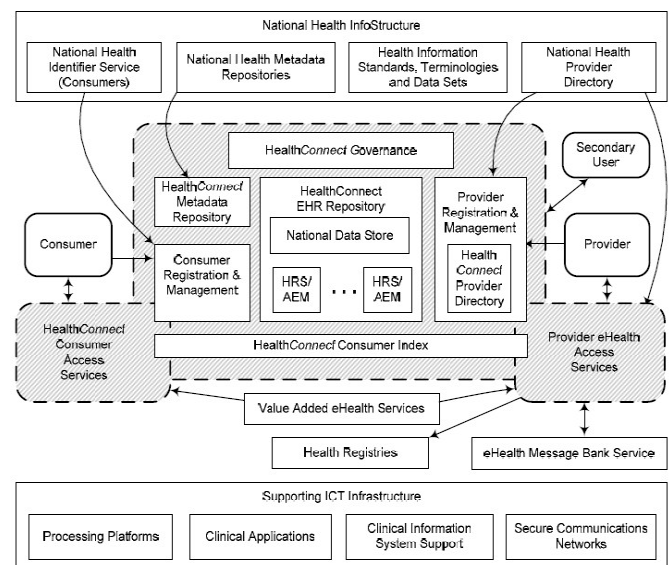 National Health InfoStructure
National Health
Identifier Service
(Consumers)
National Health Metadata
Repositories
Health Information
Standards, Terminologies
and Data Sets
National Health
Provider
Directory
HealthConnect Governance
Secondary
User
HealthConnect
Metadata
Repository
HealthConnect
EHR Repository
National Data Store
HRS/
AEM
...
HRS/
AEM
Provider
Registration &
Management
Health
Connect
Provider
Directory
Consumer
Consumer
Registration &
Management
Provider
HealthConnect
Consumer
Access
Services
HealthConnect Consumer Index
Provider eHealth
Access
Services
Value Added eHealth Services
Health Registries
eHealth Message Bank Service
Supporting ICT Infrastructure
Processing Platforms
Clinical Applications
Clinical Information
System Support
Secure Communications
Networks